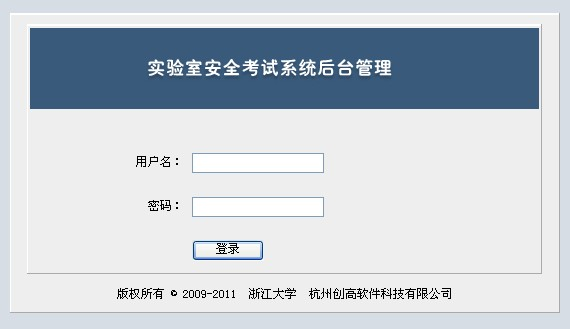 实验室安全考试系统后台管理
用户名：
密码：
登录
版权所有 © 2009-2011 浙江大学 杭州创高软件科技有限公司